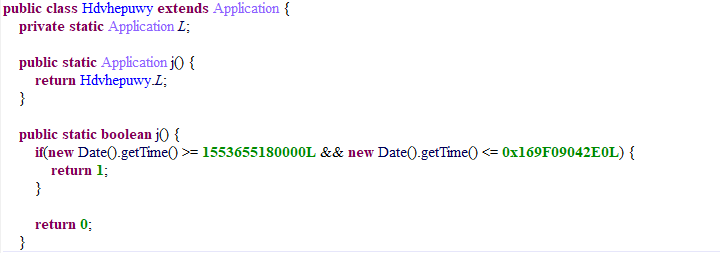 public class Hdvhepuwy extends Application {
private static Application L;
public static Application j() {
return Hdvhepuwy.L;
}
public static boolean j() {
if(new Date().getTime() >= 1553655180000L && new Date().getTime() <= 0x169F09042E0L) {
return 1;
}
return 0;
}